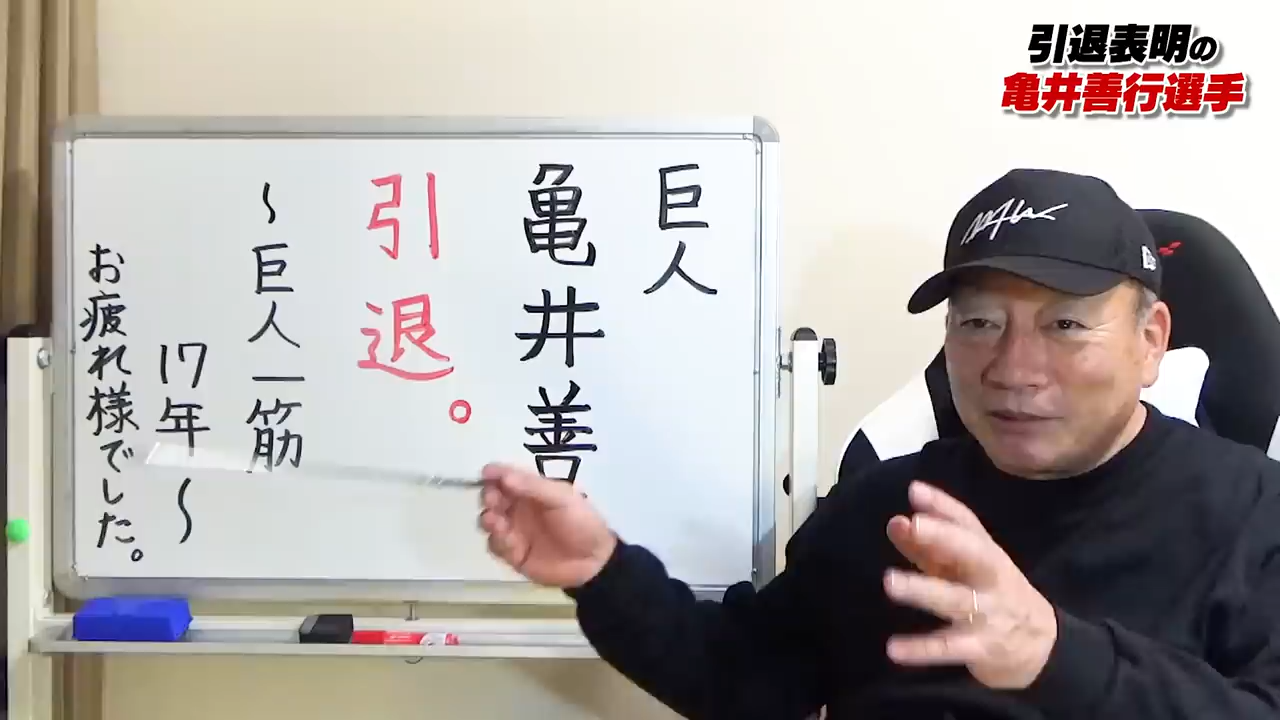 引退表明の
亀井善行選手
巨人
亀井善
引退。
～巨人一筋
17年～
お疲れ様でした。